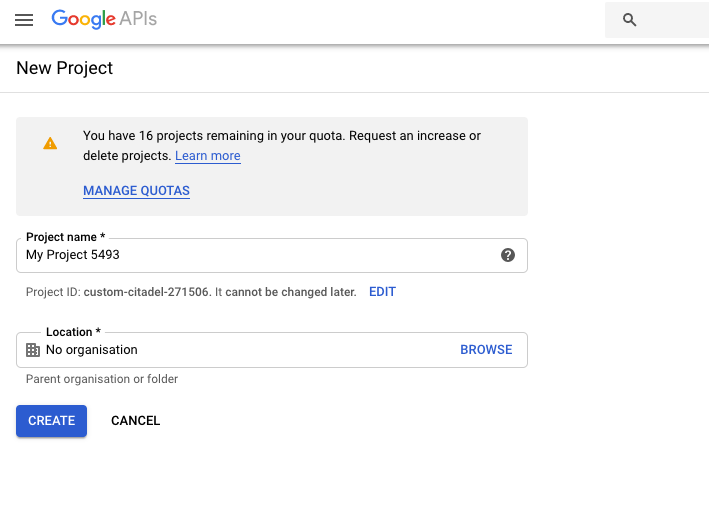 Google APIs
New Project
You have 16 projects remaining in your quota. Request an increase or
delete projects. Learn more
MANAGE QUOTAS
Project name *
My Project 5493
Project ID: custom-citadel-271506. It cannot be changed later. EDIT
Location *
No organisation BROWSE
Parent organisation or folder
CREATE CANCEL